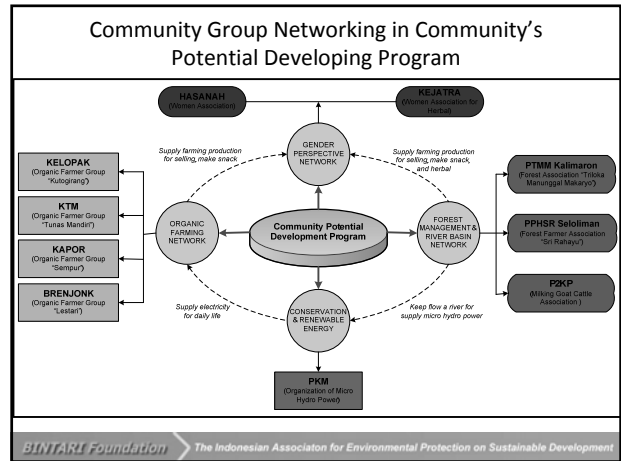 Community Group Networking in Community's
Potential Developing Program
HASANAH
(Women Association)
KEJATRA
(Women Association for
Herbal)
GENDER
PERSPECTIVE
NETWORK
Supply farming production
for selling, make snack
Supply farming production
for selling, make snack,
and herbal
KELOPAK
(Organic Farmer Group
"Kutogirang")
KTM
(Organic Farmer Group
"Tunas Mandiri")
KAPOR
(Organic Farmer Group
"Sempur")
BRENJONK
(Organic Farmer Group
"Lestari")
ORGANIC
FARMING
NETWORK
Community Potential
Development Program
FOREST
MANAGEMENT &
RIVER BASIN
NETWORK
PTMM Kalimaron
(Forest Association "Triloka
Manunggal Makaryo")
PPHSR Seloliman
(Forest Farmer Association
"Sri Rahayu")
P2KP
(Milking Goat Cattle
Association )
Supply electricity
for daily life
CONSERVATION
& RENEWABLE
ENERGY
Keep flow a river for
supply micro hydro power
PKM
(Organization of Micro
Hydro Power)
BINTARI Foundation
The Indonesian Associaton for Environmental Protection on Sustainable Development